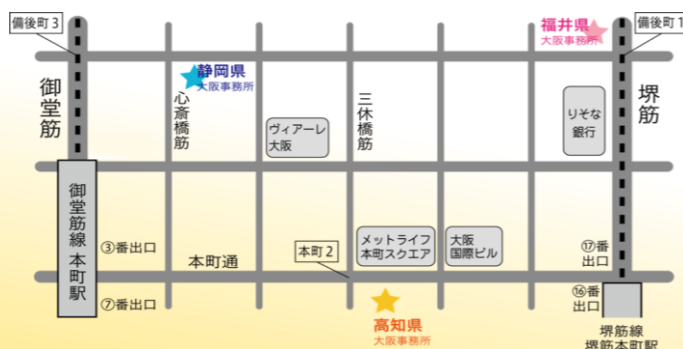 備後町3
備後町1
福井県
大阪事務所
静岡県
大阪事務所
御堂筋
心斎橋筋
三休橋筋
堺筋
ヴィアーレ
大阪
りそな
銀行
御堂筋線 本町駅
③番出口
⑦番出口
本町通
本町2
メットライフ
本町スクエア
大阪
国際ビル
⑰番
出口
⑯番
出口
高知県
大阪事務所
堺筋線
堺筋本町駅